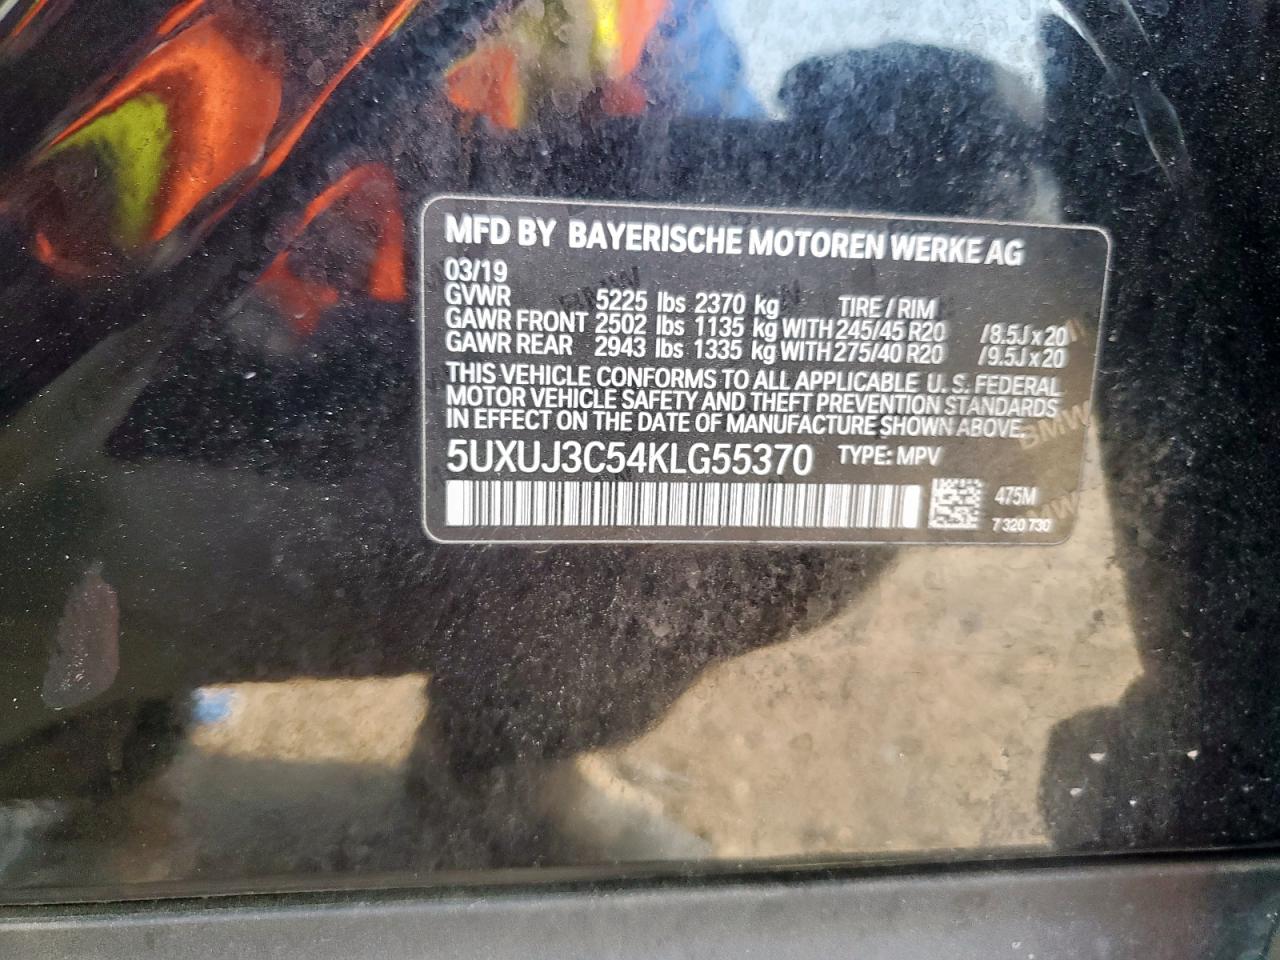 MFD BY BAYERISCHE MOTOREN WERKE AG
03/19
GVWR 5225 lbs 2370 kg TIRE / RIM
GAWR FRONT 2502 lbs 1135 kg WITH 245/45 R20 /8.5J x 20
GAWR REAR 2943 lbs 1335 kg WITH 275/40 R20 /9.5J x 20
THIS VEHICLE CONFORMS TO ALL APPLICABLE U. S. FEDERAL
MOTOR VEHICLE SAFETY AND THEFT PREVENTION STANDARDS
IN EFFECT ON THE DATE OF MANUFACTURE SHOWN ABOVE.
5UXUJ3C54KLG55370 TYPE: MPV
475M
7 320 730
BMW
BMW